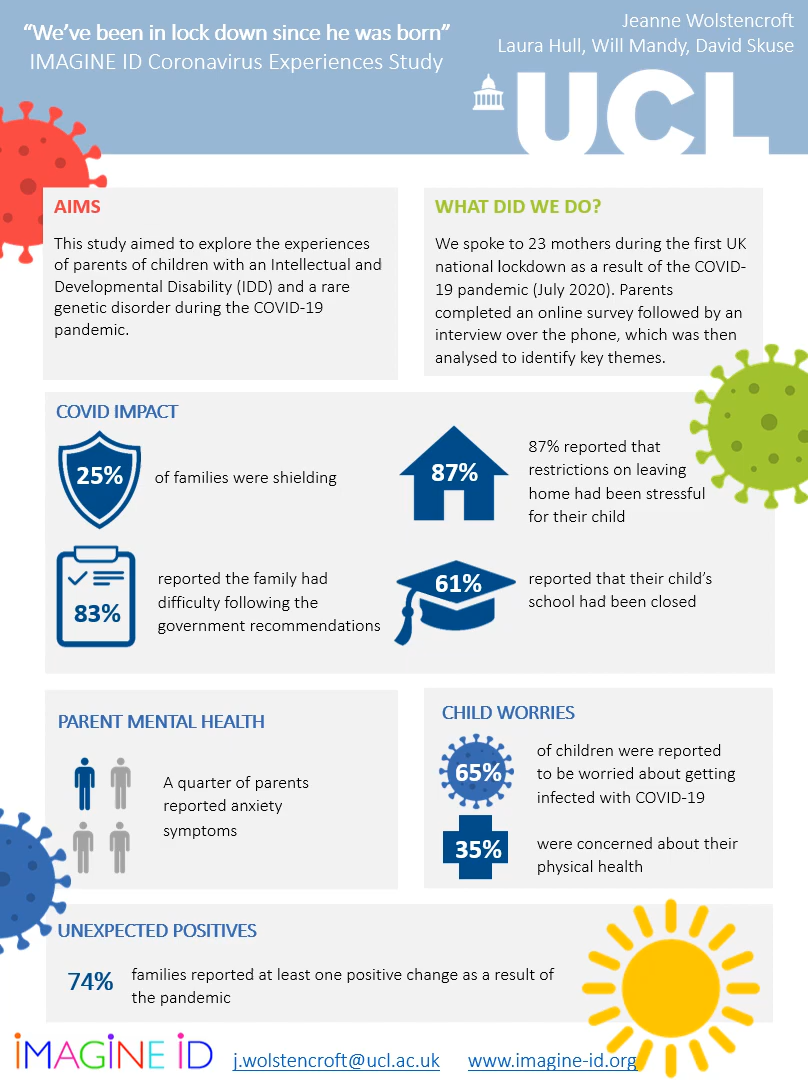 “We’ve been in lock down since he was born”
IMAGINE ID Coronavirus Experiences Study
Jeanne Wolstencroft
Laura Hull, Will Mandy, David Skuse
UCL
AIMS
This study aimed to explore the experiences
of parents of children with an Intellectual and
Developmental Disability (IDD) and a rare
genetic disorder during the COVID-19
pandemic.
WHAT DID WE DO?
We spoke to 23 mothers during the first UK
national lockdown as a result of the COVID-
19 pandemic (July 2020). Parents
completed an online survey followed by an
interview over the phone, which was then
analysed to identify key themes.
COVID IMPACT
25%
of families were shielding
87%
87% reported that
restrictions on leaving
home had been stressful
for their child
83%
reported the family had
difficulty following the
government recommendations
61%
reported that their child’s
school had been closed
PARENT MENTAL HEALTH
A quarter of parents
reported anxiety
symptoms
CHILD WORRIES
65%
of children were reported
to be worried about getting
infected with COVID-19
35%
were concerned about their
physical health
UNEXPECTED POSITIVES
74%
families reported at least one positive change as a result of
the pandemic
iMAGiNE iD
j.wolstencroft@ucl.ac.uk
www.imagine-id.org